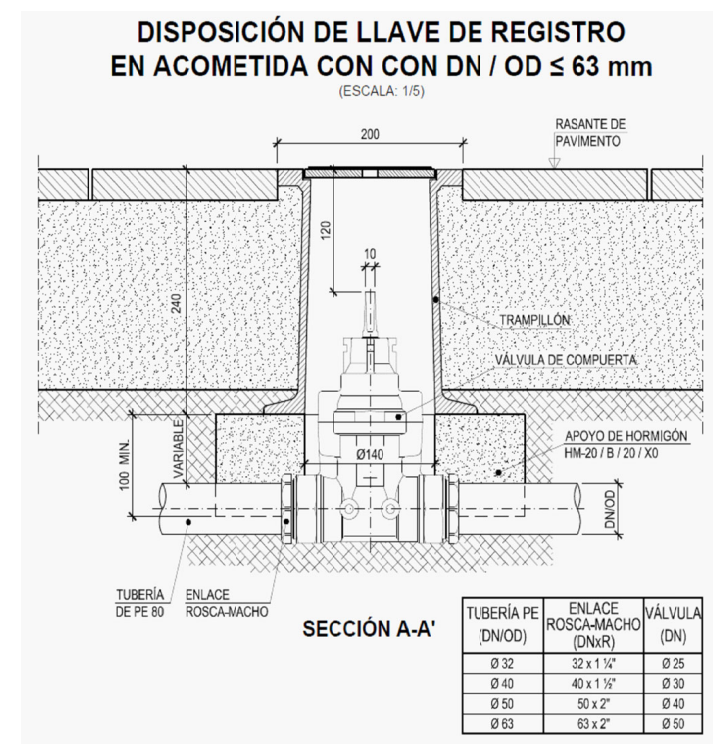 DISPOSICIÓN DE LLAVE DE REGISTRO
EN ACOMETIDA CON CON DN / OD ≤ 63 mm
(ESCALA: 1/5)
200
RASANTE DE
PAVIMENTO
120
10
240
TRAMPILLÓN
VÁLVULA DE COMPUERTA
100 MIN.
VARIABLE
Ø140
APOYO DE HORMIGÓN
HM-20 / B / 20 / X0
DN/OD
TUBERÍA
DE PE 80
ENLACE
ROSCA-MACHO
SECCIÓN A-A'
TUBERÍA PE
(DN/OD)
ENLACE
ROSCA-MACHO
(DNxR)
VÁLVULA
(DN)
Ø 32 32 x 1 ¼" Ø 25
Ø 40 40 x 1 ½" Ø 30
Ø 50 50 x 2" Ø 40
Ø 63 63 x 2" Ø 50